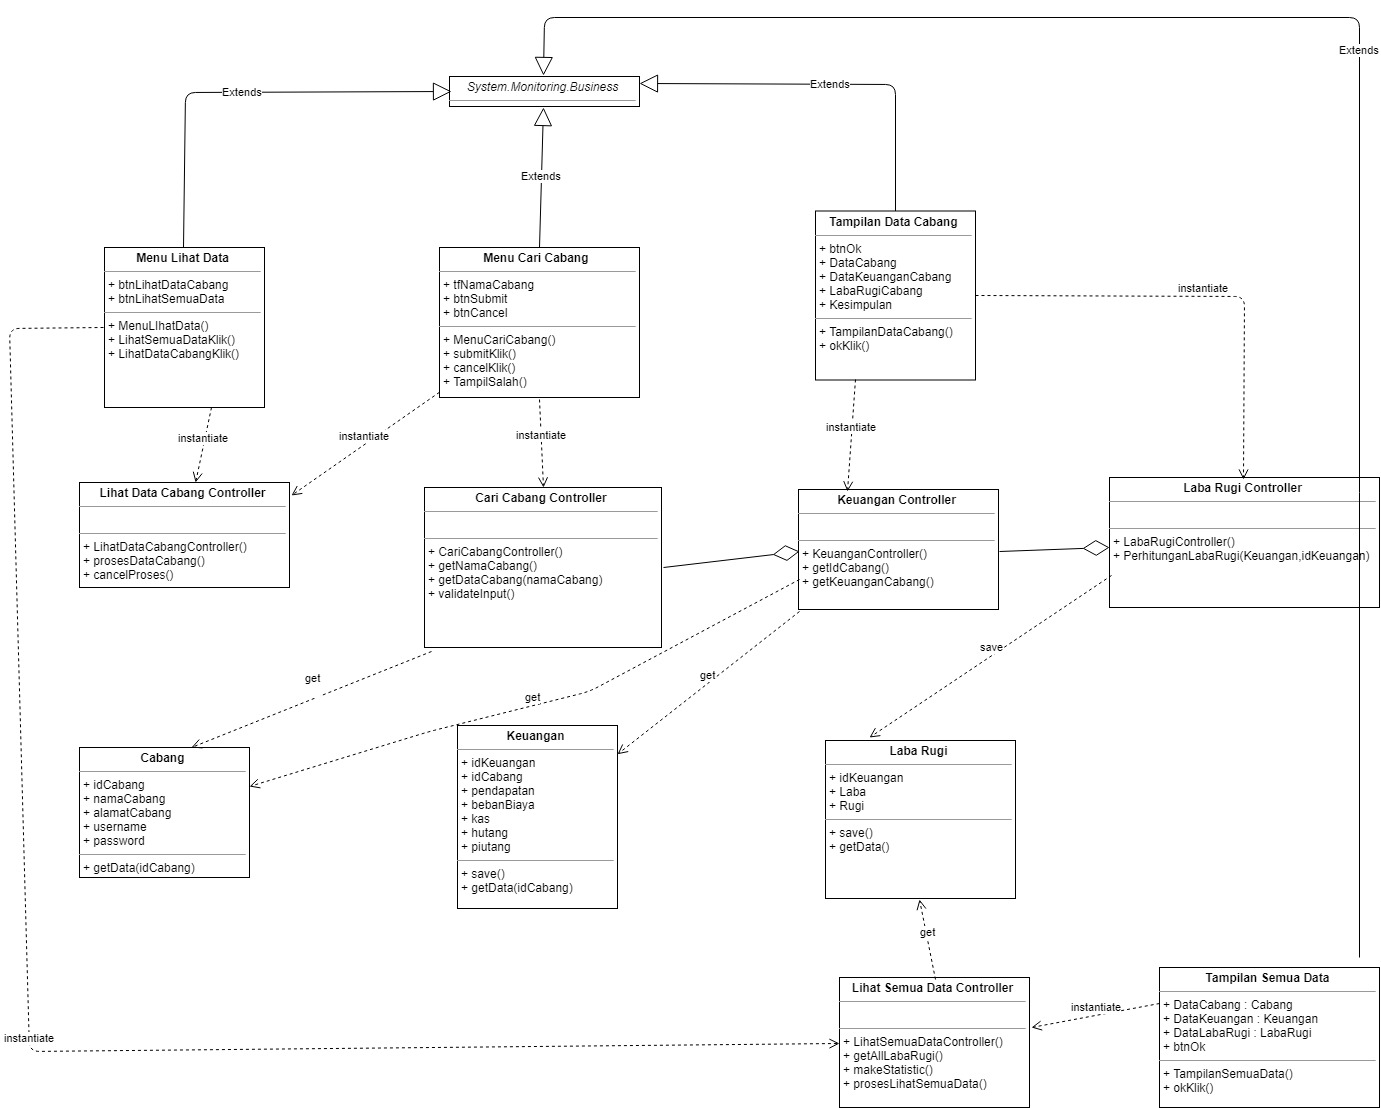 Extends
System.Monitoring.Business
Extends
Extends
Extends
Menu Lihat Data
+ btnLihatDataCabang
+ btnLihatSemuaData
+ MenuLIhatData()
+ LihatSemuaDataKlik()
+ LihatDataCabangKlik()
Menu Cari Cabang
+ tfNamaCabang
+ btnSubmit
+ btnCancel
+ MenuCariCabang()
+ submitKlik()
+ cancelKlik()
+ TampilSalah()
Tampilan Data Cabang
+ btnOk
+ DataCabang
+ DataKeuanganCabang
+ LabaRugiCabang
+ Kesimpulan
+ TampilanDataCabang()
+ okKlik()
instantiate
instantiate
instantiate
instantiate
instantiate
Lihat Data Cabang Controller
+ LihatDataCabangController()
+ prosesDataCabang()
+ cancelProses()
Cari Cabang Controller
+ CariCabangController()
+ getNamaCabang()
+ getDataCabang(namaCabang)
+ validateInput()
Keuangan Controller
+ KeuanganController()
+ getIdCabang()
+ getKeuanganCabang()
Laba Rugi Controller
+ LabaRugiController()
+ PerhitunganLabaRugi(Keuangan,idKeuangan)
get
get
get
save
Cabang
+ idCabang
+ namaCabang
+ alamatCabang
+ username
+ password
+ getData(idCabang)
Keuangan
+ idKeuangan
+ idCabang
+ pendapatan
+ bebanBiaya
+ kas
+ hutang
+ piutang
+ save()
+ getData(idCabang)
Laba Rugi
+ idKeuangan
+ Laba
+ Rugi
+ save()
+ getData()
get
instantiate
Lihat Semua Data Controller
+ LihatSemuaDataController()
+ getAllLabaRugi()
+ makeStatistic()
+ prosesLihatSemuaData()
instantiate
Tampilan Semua Data
+ DataCabang : Cabang
+ DataKeuangan : Keuangan
+ DataLabaRugi : LabaRugi
+ btnOk
+ TampilanSemuaData()
+ okKlik()